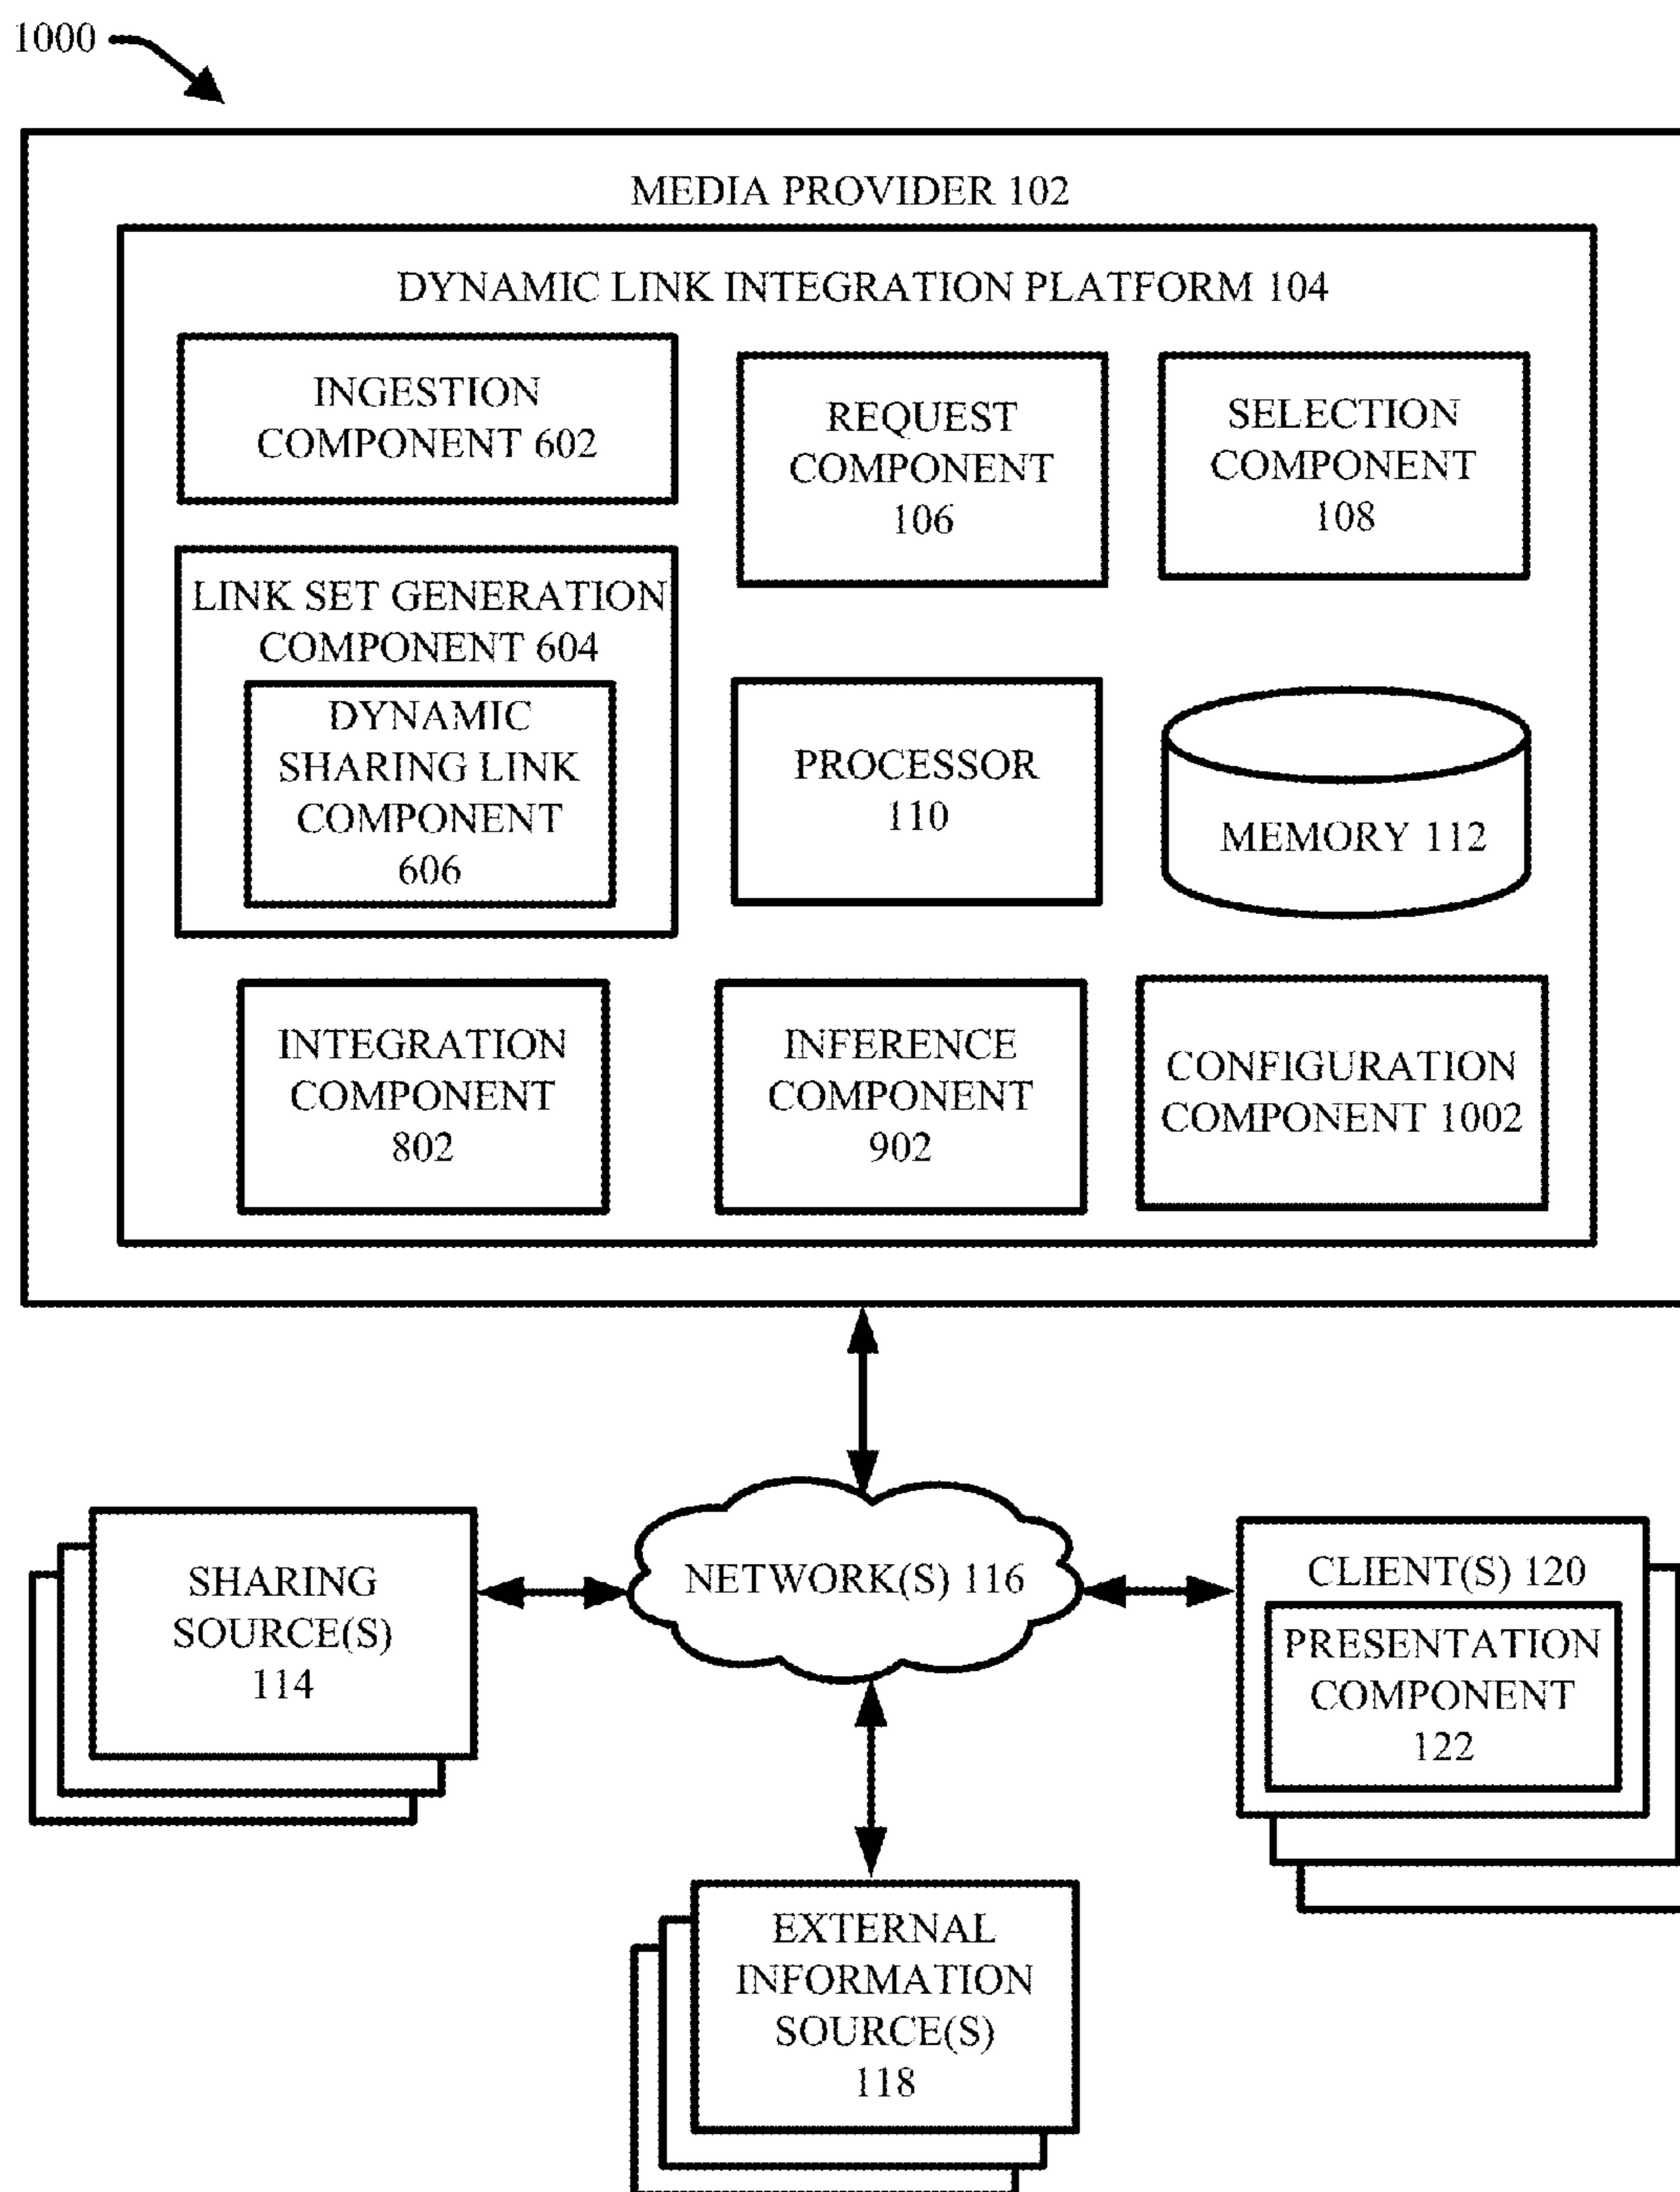 1000
MEDIA PROVIDER 102
DYNAMIC LINK INTEGRATION PLATFORM 104
INGESTION
COMPONENT 602
REQUEST
COMPONENT
106
SELECTION
COMPONENT
108
LINK SET GENERATION
COMPONENT 604
DYNAMIC
SHARING LINK
COMPONENT
606
PROCESSOR
110
MEMORY 112
INTEGRATION
COMPONENT
802
INFERENCE
COMPONENT
902
CONFIGURATION
COMPONENT 1002
SHARING
SOURCE(S)
114
NETWORK(S) 116
CLIENT(S) 120
PRESENTATION
COMPONENT
122
EXTERNAL
INFORMATION
SOURCE(S)
118